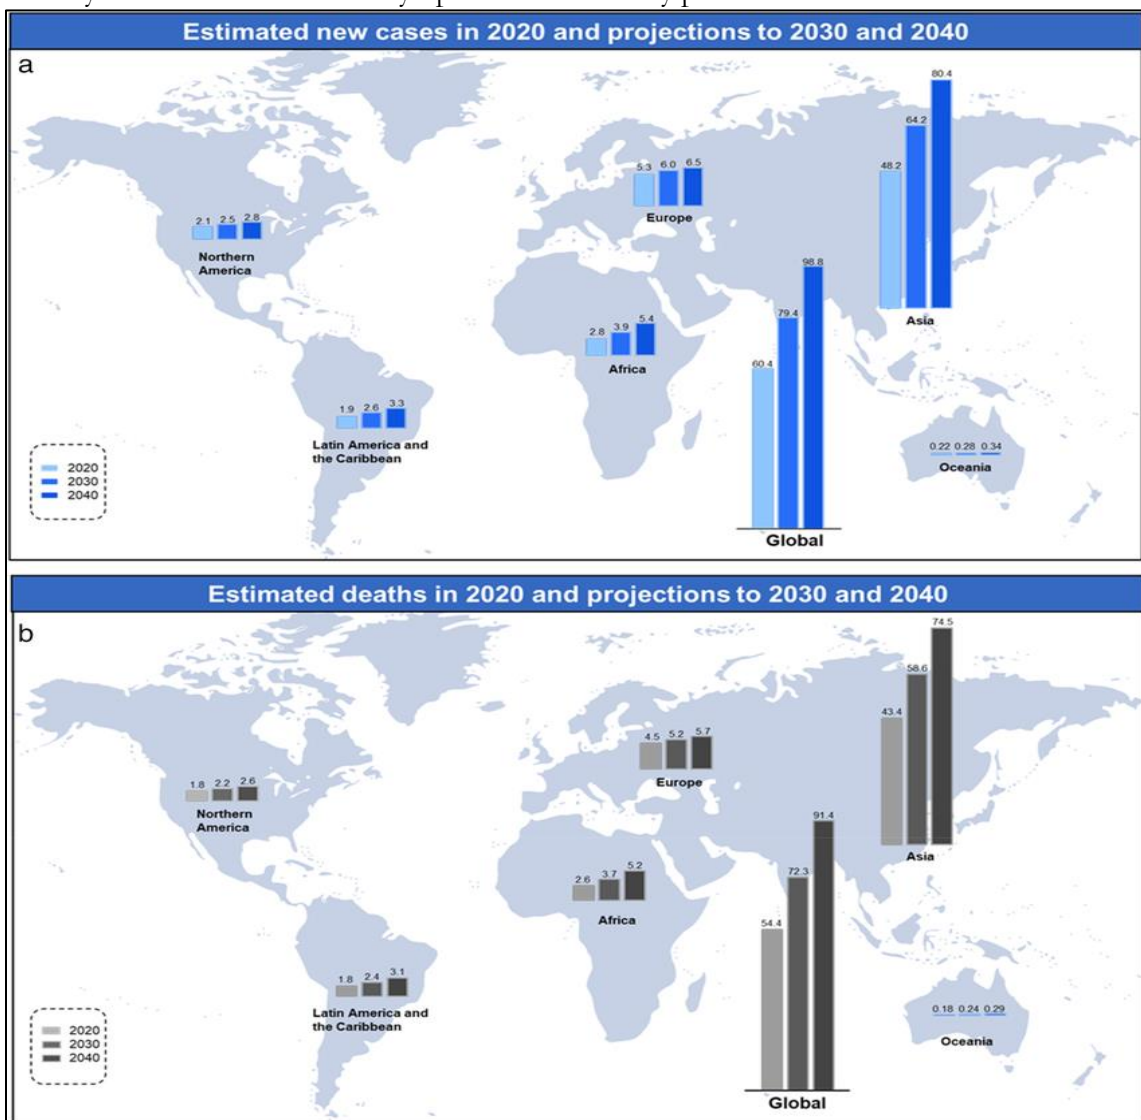 Estimated new cases in 2020 and projections to 2030 and 2040
a
80.4
64.2
48.2
Asia
5.3 6.0 6.5
Europe
2.1 2.5 2.8
Northern
America
98.8
79.4
60.4
Global
2.8 3.9 5.4
Africa
1.9 2.6 3.3
Latin America and
the Caribbean
0.22 0.28 0.34
Oceania
2020
2030
2040
Estimated deaths in 2020 and projections to 2030 and 2040
b
74.5
58.6
43.4
Asia
4.5 5.2 5.7
Europe
1.8 2.2 2.6
Northern
America
91.4
72.3
54.4
Global
2.6 3.7 5.2
Africa
1.8 2.4 3.1
Latin America and
the Caribbean
0.18 0.24 0.29
Oceania
2020
2030
2040